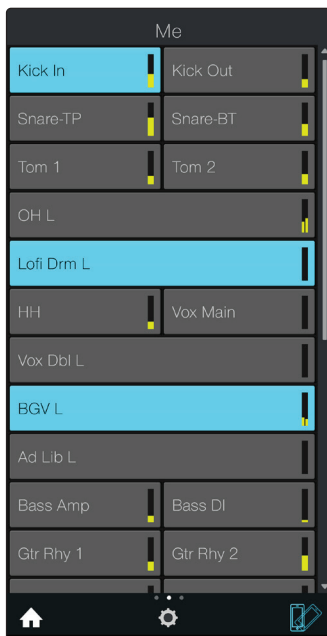 Me
Kick In Kick Out
Snare-TP Snare-BT
Tom 1 Tom 2
OH L
Lofi Drm L
HH Vox Main
Vox Dbl L
BGV L
Ad Lib L
Bass Amp Bass DI
Gtr Rhy 1 Gtr Rhy 2